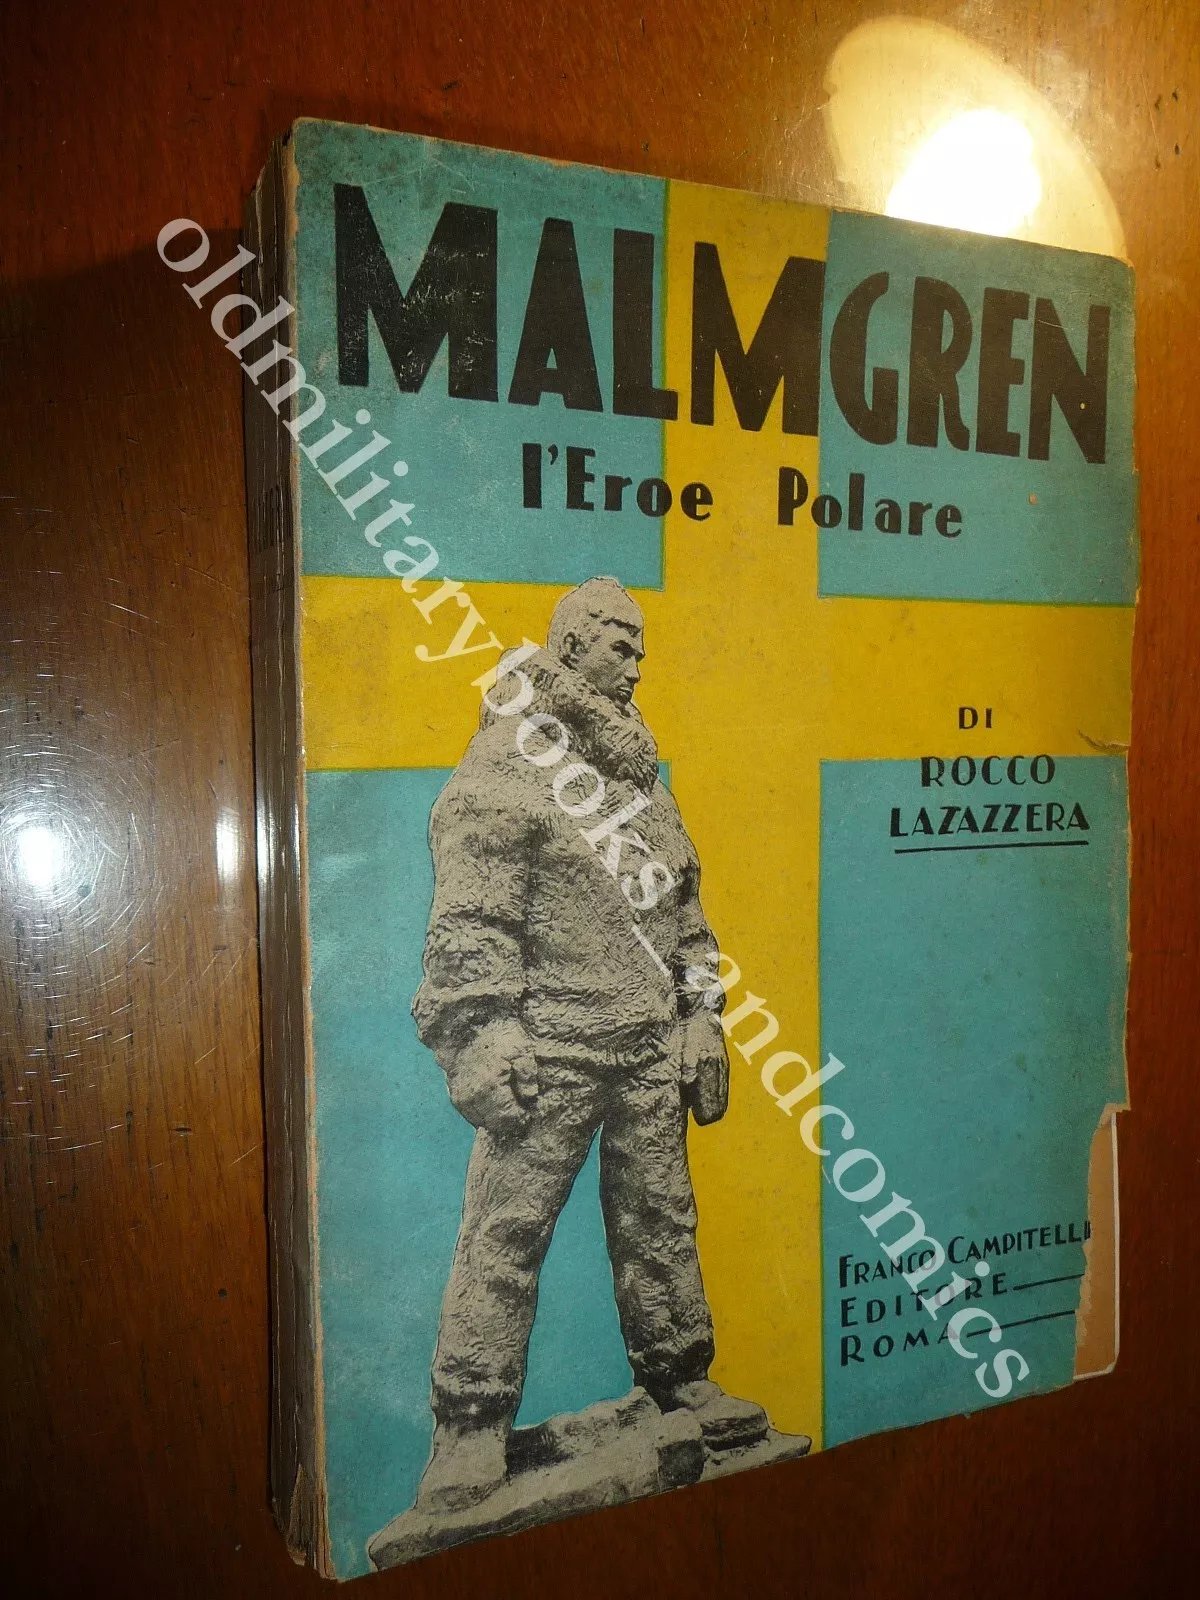 MALMGREN
l'Eroe Polare
DI
ROCCO
LAZAZZERA
FRANCO CAMPITELLI
EDITORE
ROMA
oldmilitarybooks_andcomics